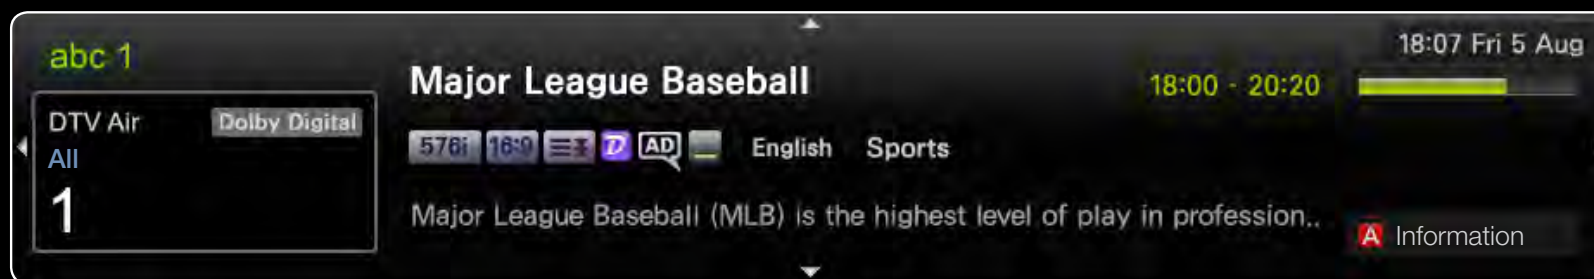 abc 1
DTV Air Dolby Digital
All
1
Major League Baseball
18:00 - 20:20
18:07 Fri 5 Aug
576i 16:9 D AD English Sports
Major League Baseball (MLB) is the highest level of play in profession..
A Information